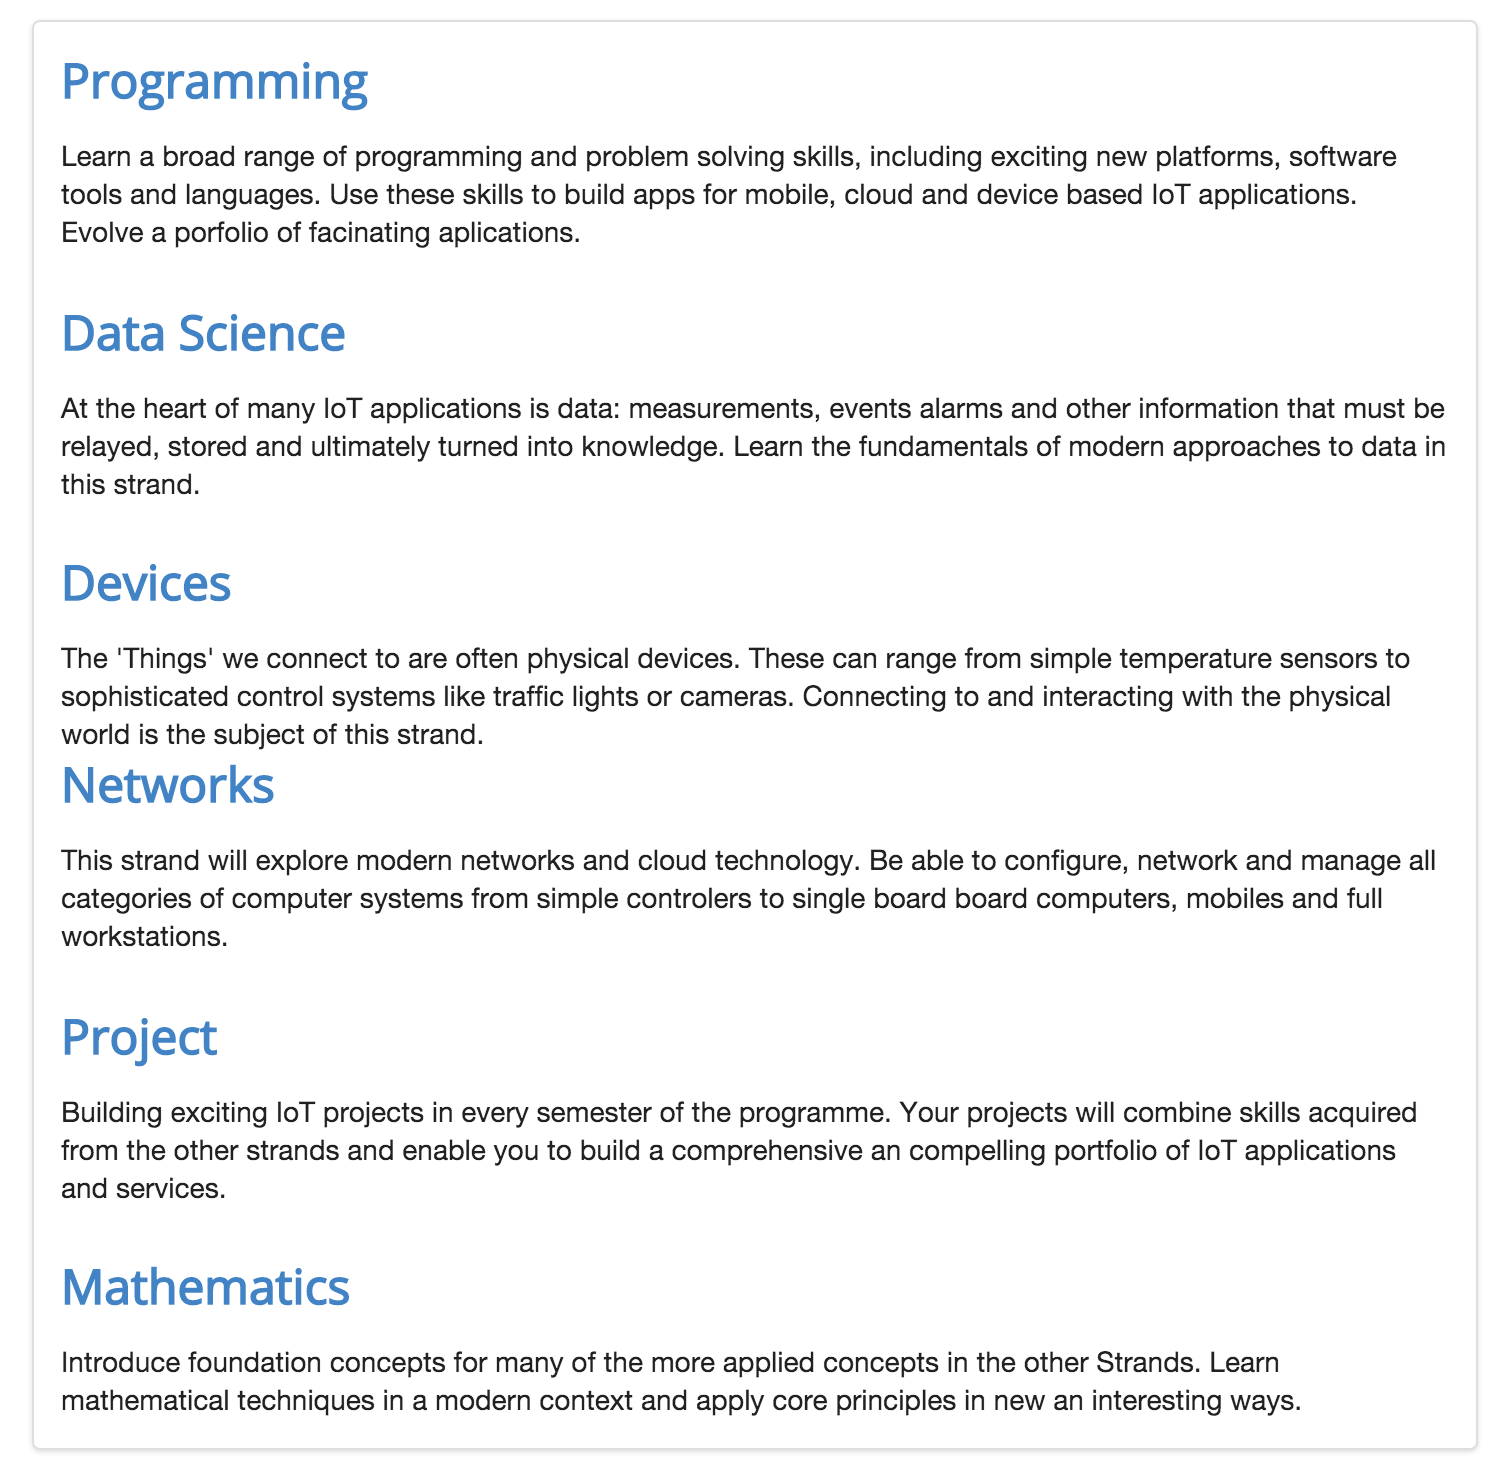 Programming
Learn a broad range of programming and problem solving skills, including exciting new platforms, software
tools and languages. Use these skills to build apps for mobile, cloud and device based IoT applications.
Evolve a porfolio of facinating aplications.
Data Science
At the heart of many IoT applications is data: measurements, events alarms and other information that must be
relayed, stored and ultimately turned into knowledge. Learn the fundamentals of modern approaches to data in
this strand.
Devices
The 'Things' we connect to are often physical devices. These can range from simple temperature sensors to
sophisticated control systems like traffic lights or cameras. Connecting to and interacting with the physical
world is the subject of this strand.
Networks
This strand will explore modern networks and cloud technology. Be able to configure, network and manage all
categories of computer systems from simple controlers to single board board computers, mobiles and full
workstations.
Project
Building exciting IoT projects in every semester of the programme. Your projects will combine skills acquired
from the other strands and enable you to build a comprehensive an compelling portfolio of IoT applications
and services.
Mathematics
Introduce foundation concepts for many of the more applied concepts in the other Strands. Learn
mathematical techniques in a modern context and apply core principles in new an interesting ways.